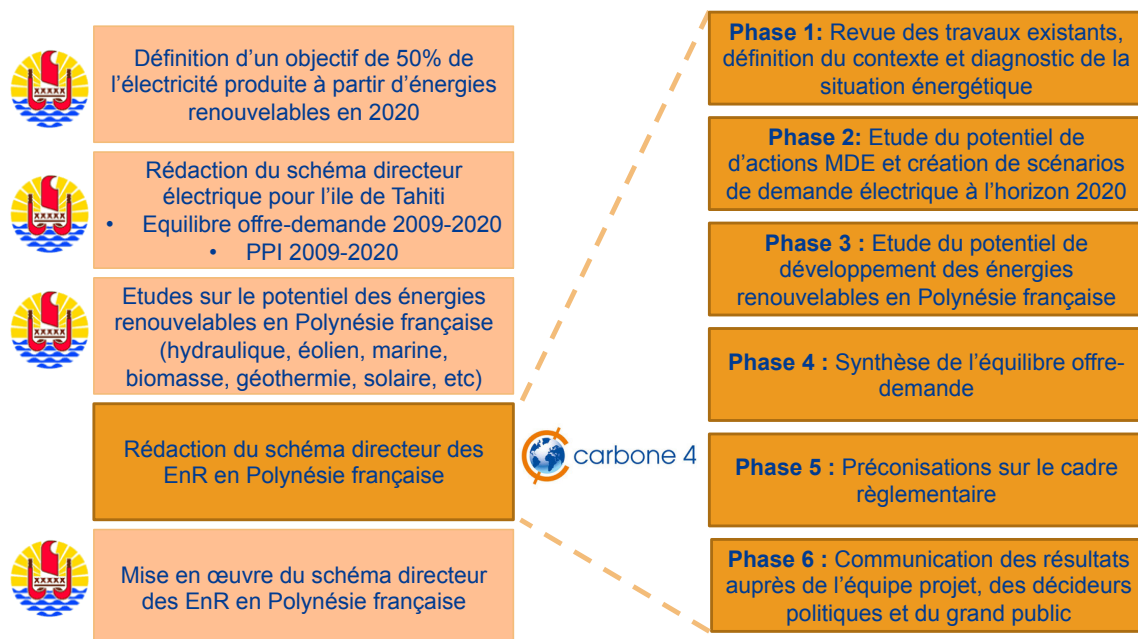 Définition d’un objectif de 50% de
l’électricité produite à partir d’énergies
renouvelables en 2020
Rédaction du schéma directeur
électrique pour l’ile de Tahiti
• Equilibre offre-demande 2009-2020
• PPI 2009-2020
Etudes sur le potentiel des énergies
renouvelables en Polynésie française
(hydraulique, éolien, marine,
biomasse, géothermie, solaire, etc)
Rédaction du schéma directeur des
EnR en Polynésie française
Mise en œuvre du schéma directeur
des EnR en Polynésie française
carbone 4
Phase 1: Revue des travaux existants,
définition du contexte et diagnostic de la
situation énergétique
Phase 2: Etude du potentiel de
d’actions MDE et création de scénarios
de demande électrique à l’horizon 2020
Phase 3 : Etude du potentiel de
développement des énergies
renouvelables en Polynésie française
Phase 4 : Synthèse de l’équilibre offre-
demande
Phase 5 : Préconisations sur le cadre
règlementaire
Phase 6 : Communication des résultats
auprès de l’équipe projet, des décideurs
politiques et du grand public